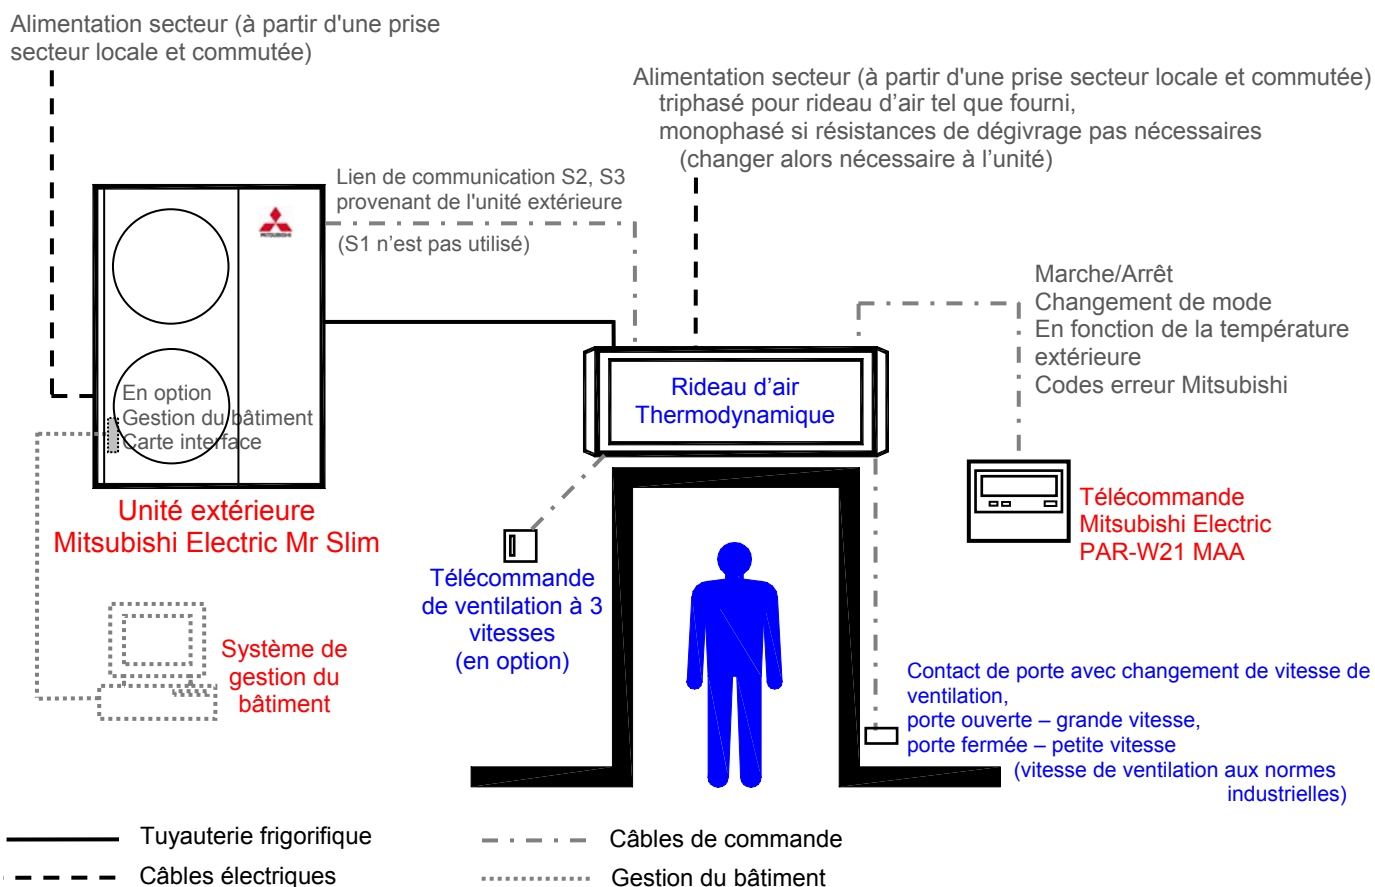 Alimentation secteur (à partir d'une prise
secteur locale et commutée)
Alimentation secteur (à partir d'une prise secteur locale et commutée)
triphasé pour rideau d'air tel que fourni,
monophasé si résistances de dégivrage pas nécessaires
(changer alors nécessaire à l'unité)
Lien de communication S2, S3
provenant de l'unité extérieure
(S1 n'est pas utilisé)
MITSUBISHI
Marche/Arrêt
Changement de mode
En fonction de la température
extérieure
Codes erreur Mitsubishi
En option
Gestion du bâtiment
Carte interface
Rideau d'air
Thermodynamique
Unité extérieure
Mitsubishi Electric Mr Slim
Télécommande
Mitsubishi Electric
PAR-W21 MAA
Télécommande
de ventilation à 3
vitesses
(en option)
Système de
gestion du
bâtiment
Contact de porte avec changement de vitesse de
ventilation,
porte ouverte – grande vitesse,
porte fermée – petite vitesse
(vitesse de ventilation aux normes
industrielles)
Tuyauterie frigorifique
Câbles de commande
Câbles électriques
Gestion du bâtiment